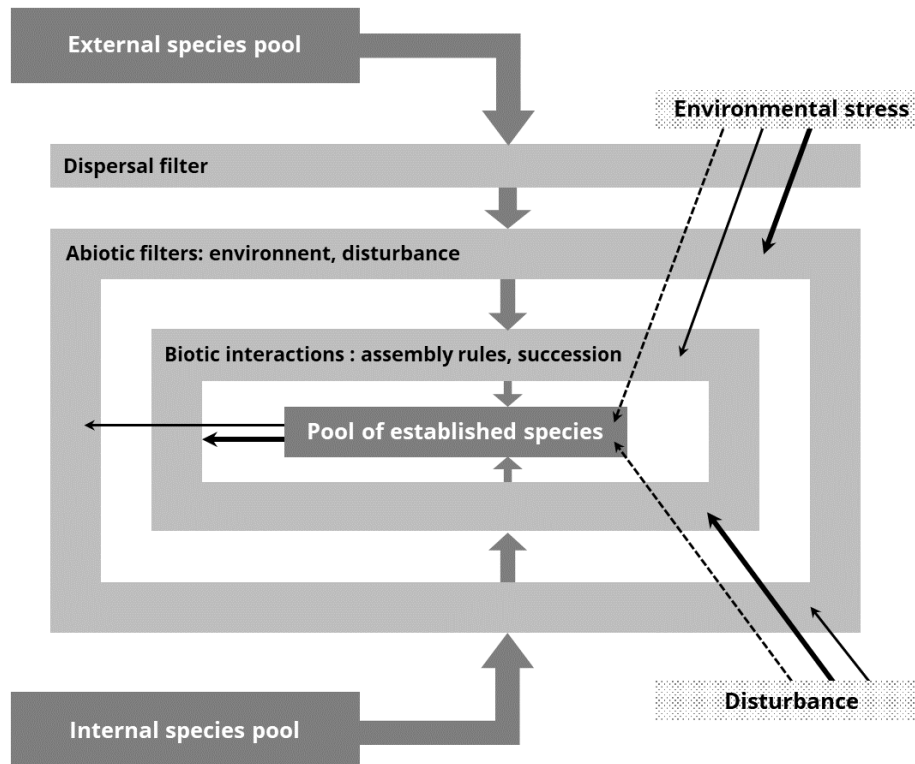 External species pool
Environmental stress
Dispersal filter
Abiotic filters: environnent, disturbance
Biotic interactions : assembly rules, succession
Pool of established species
Disturbance
Internal species pool